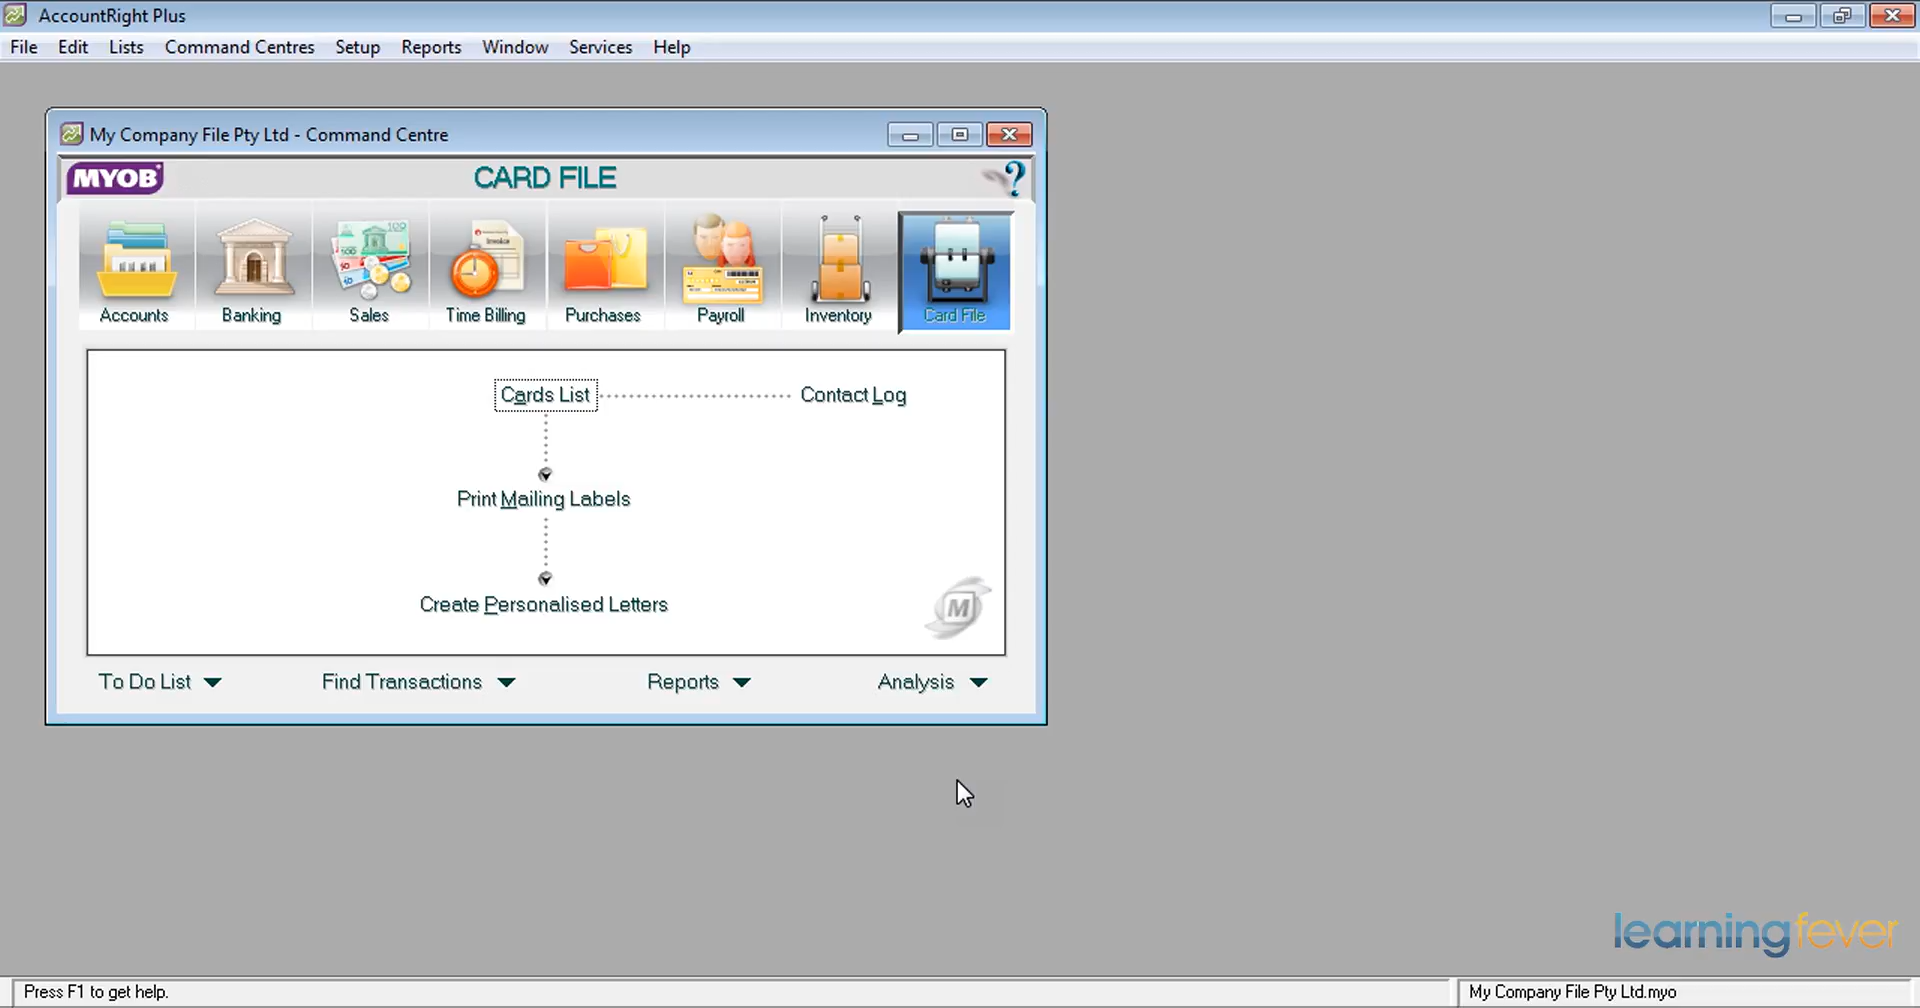 AccountRight Plus
File Edit Lists Command Centres Setup Reports Window Services Help
My Company File Pty Ltd - Command Centre
MYOB
CARD FILE
?
Accounts Banking Sales Time Billing Purchases Payroll Inventory Card File
Cards List Contact Log
Print Mailing Labels
Create Personalised Letters
M
To Do List Find Transactions Reports Analysis
learningfever
Press F1 to get help. My Company File Pty Ltd.myo